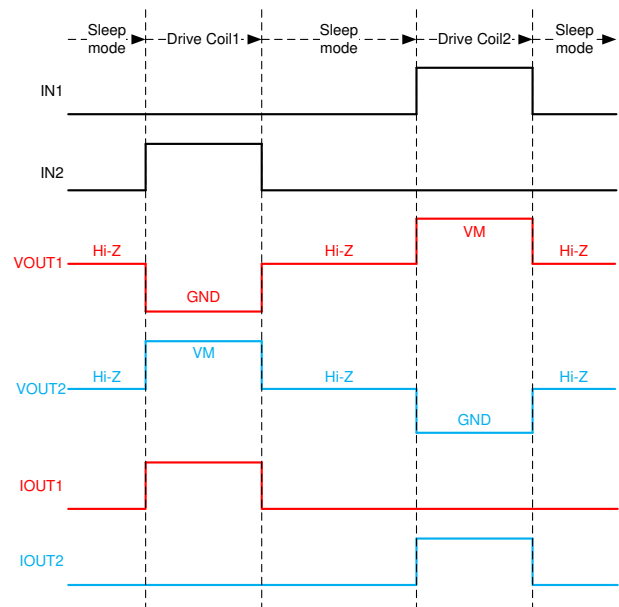 Sleep mode
Drive Coil1
Sleep mode
Drive Coil2
Sleep mode
IN1
IN2
VOUT1
Hi-Z
GND
Hi-Z
VM
Hi-Z
VOUT2
Hi-Z
VM
Hi-Z
GND
Hi-Z
IOUT1
IOUT2